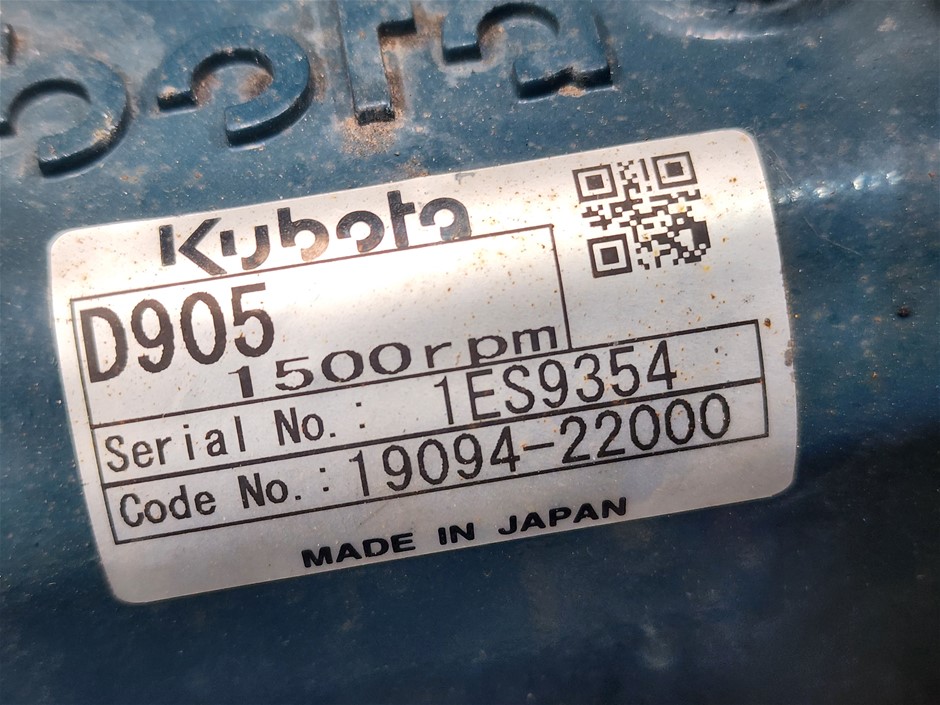 Kubota
D905
1500rpm
Serial No.: 1ES9354
Code No.: 19094-22000
MADE IN JAPAN